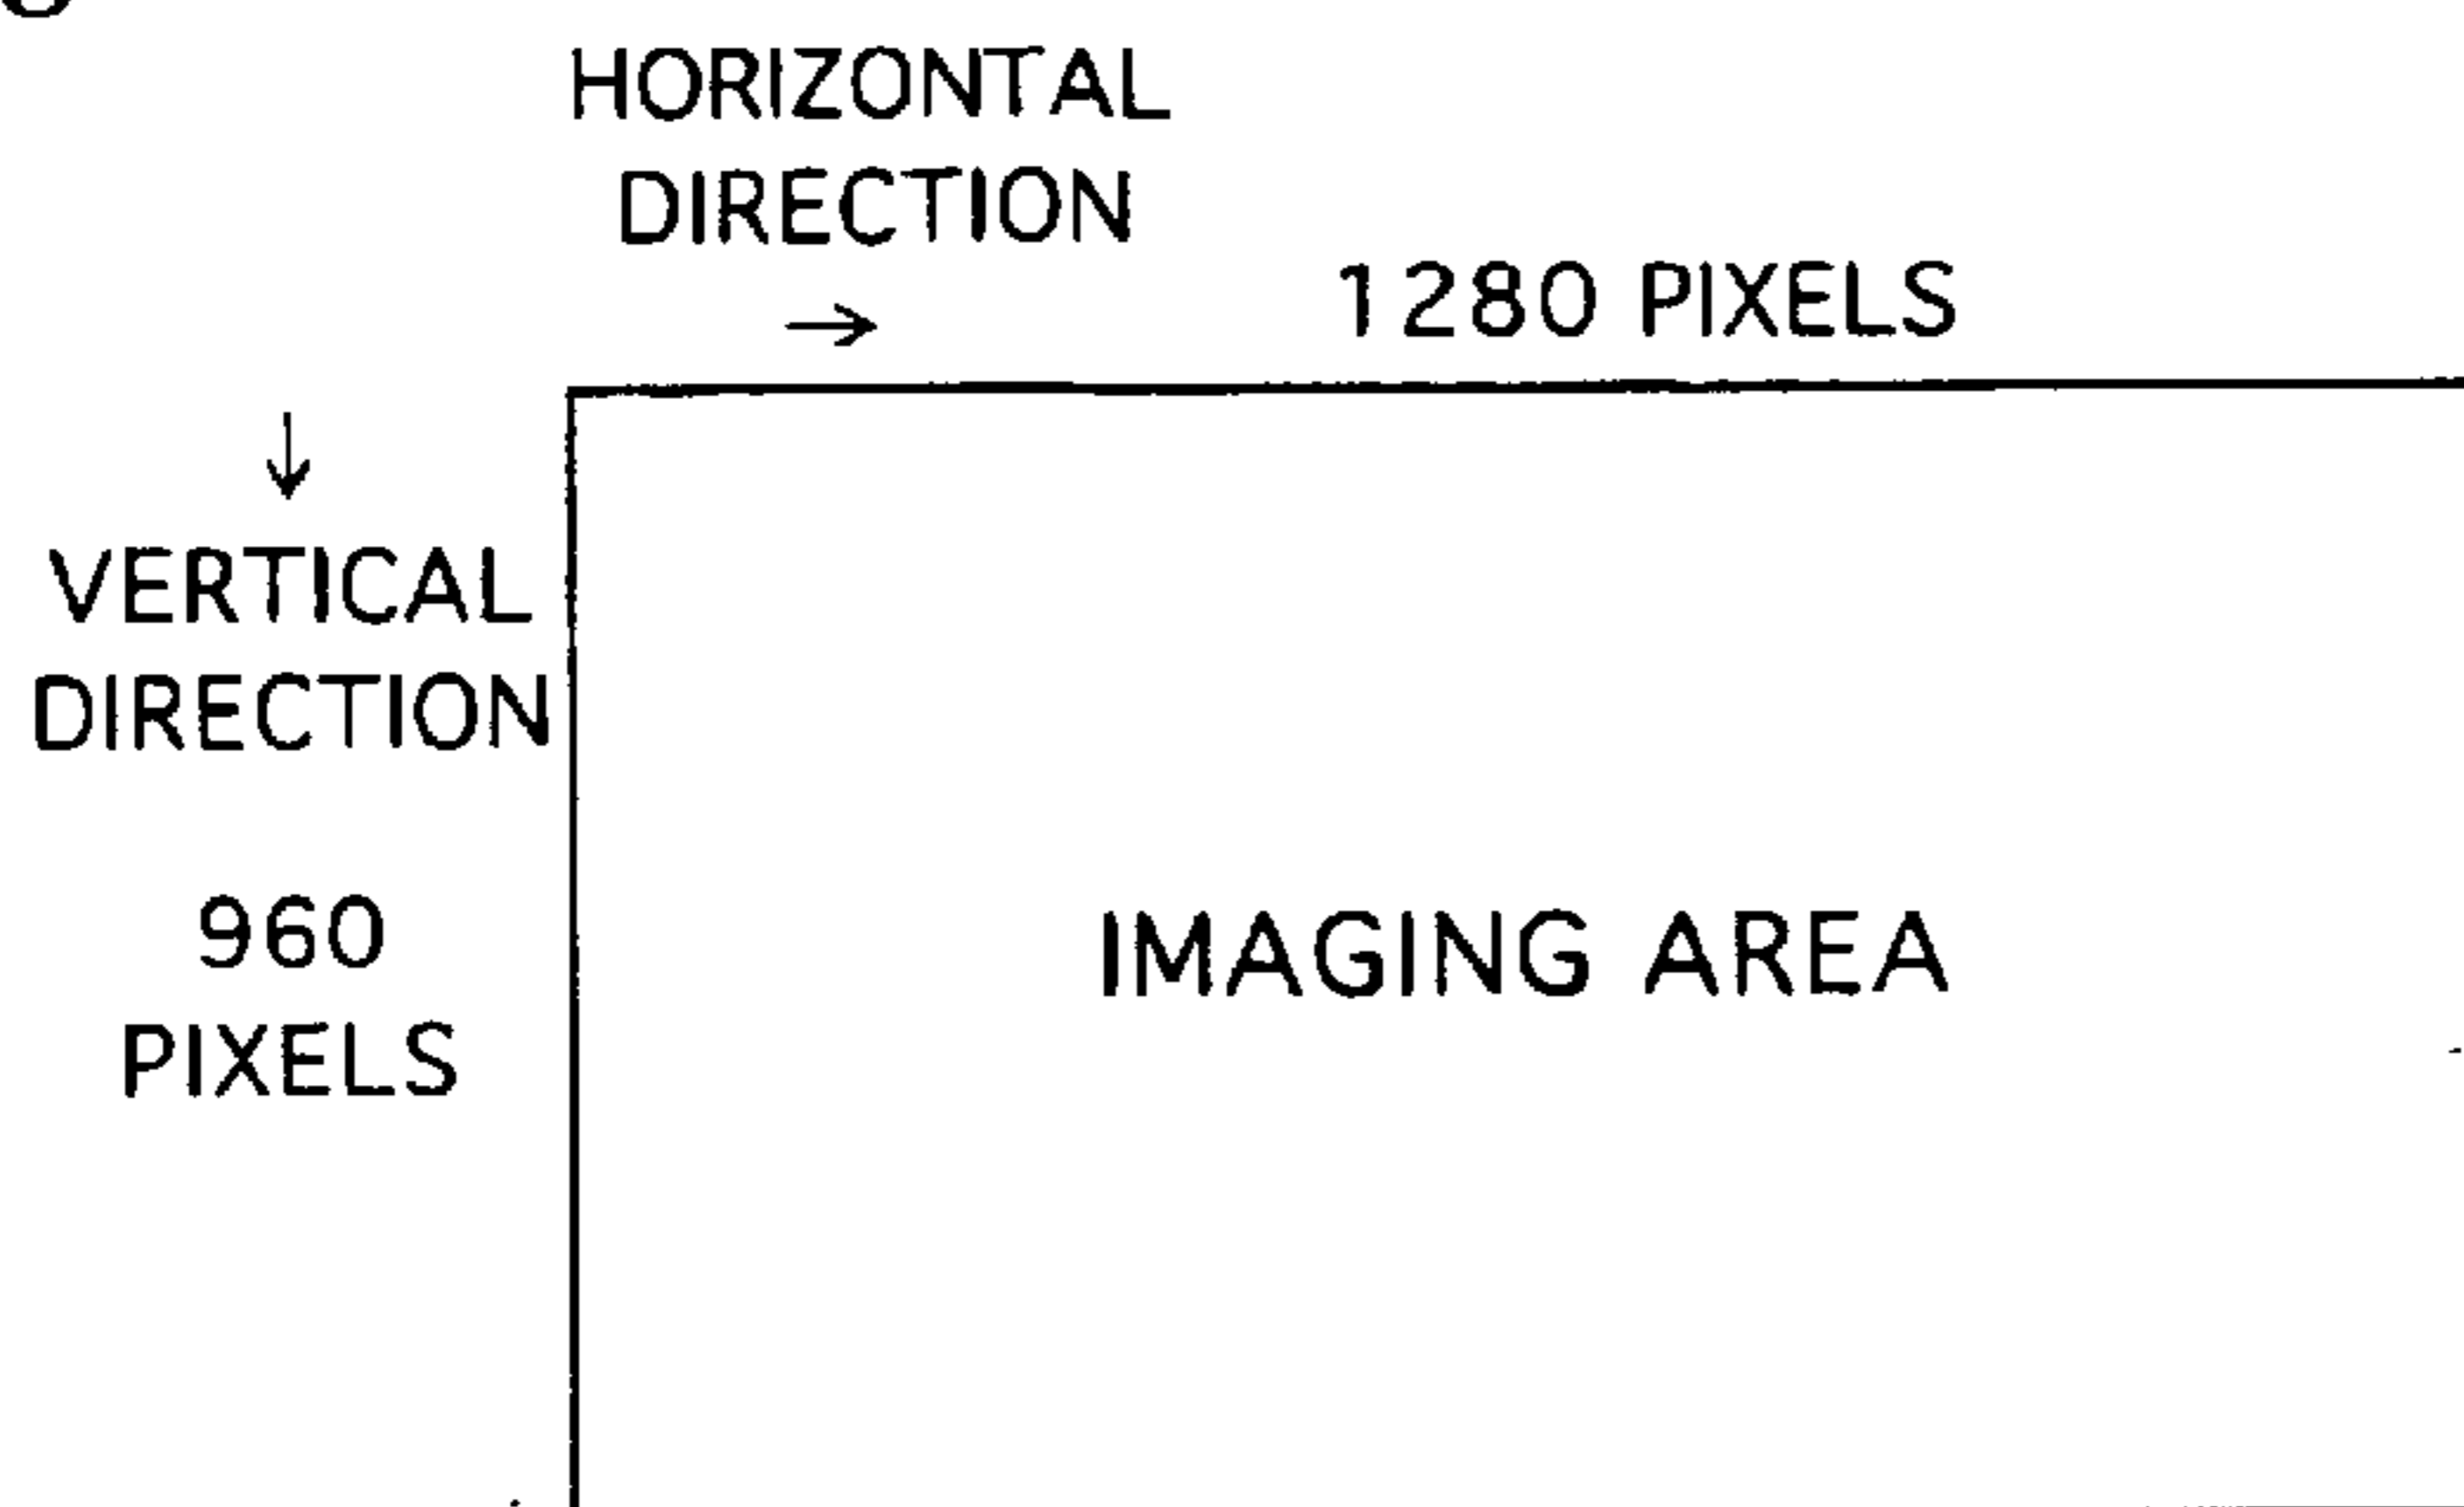 HORIZONTAL
DIRECTION
→
1280 PIXELS
↓
VERTICAL
DIRECTION
960
PIXELS
IMAGING AREA